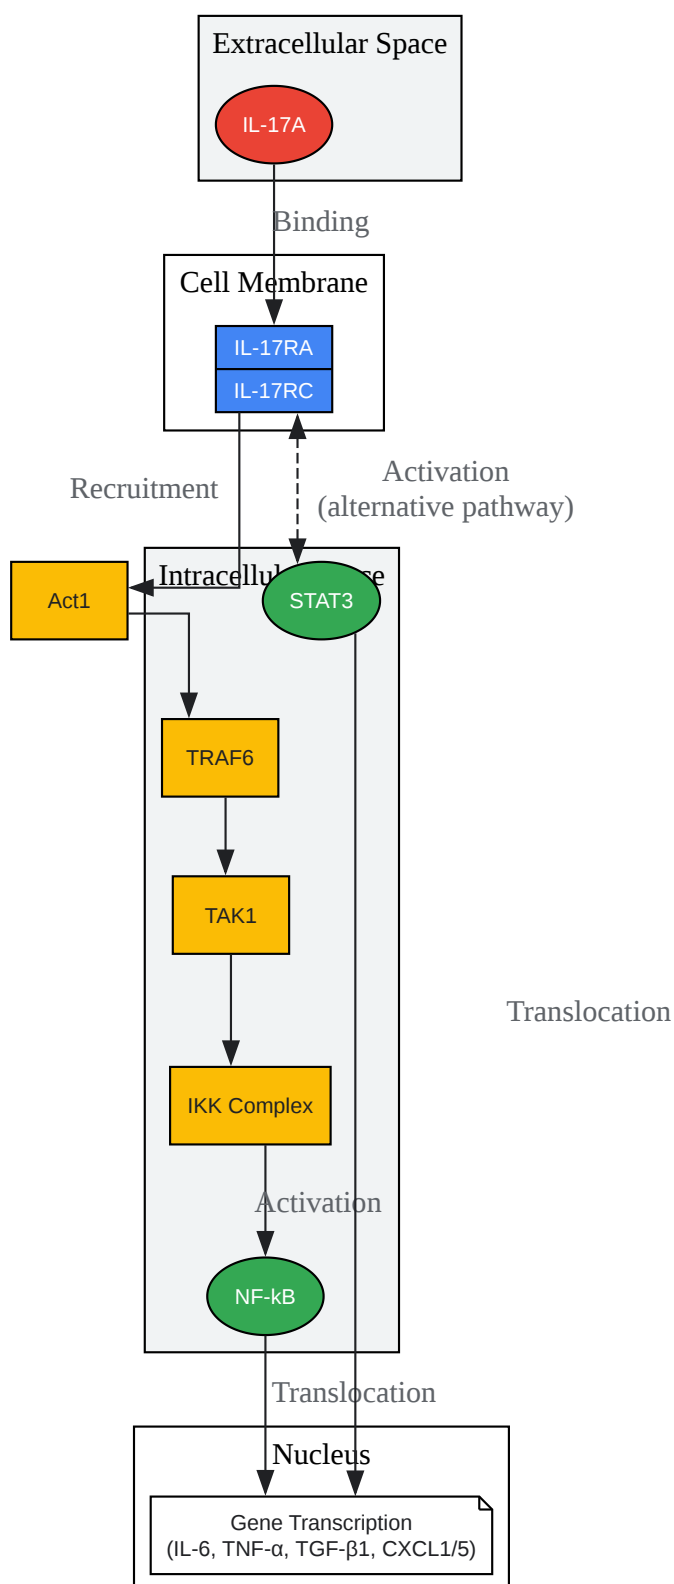 Extracellular Space
IL-17A
Binding
Cell Membrane
IL-17RA
IL-17RC
Recruitment
Activation
(alternative pathway)
Act1
STAT3
TRAF6
TAK1
Translocation
IKK Complex
Activation
NF-kB
Translocation
Nucleus
Gene Transcription
(IL-6, TNF-α, TGF-β1, CXCL1/5)